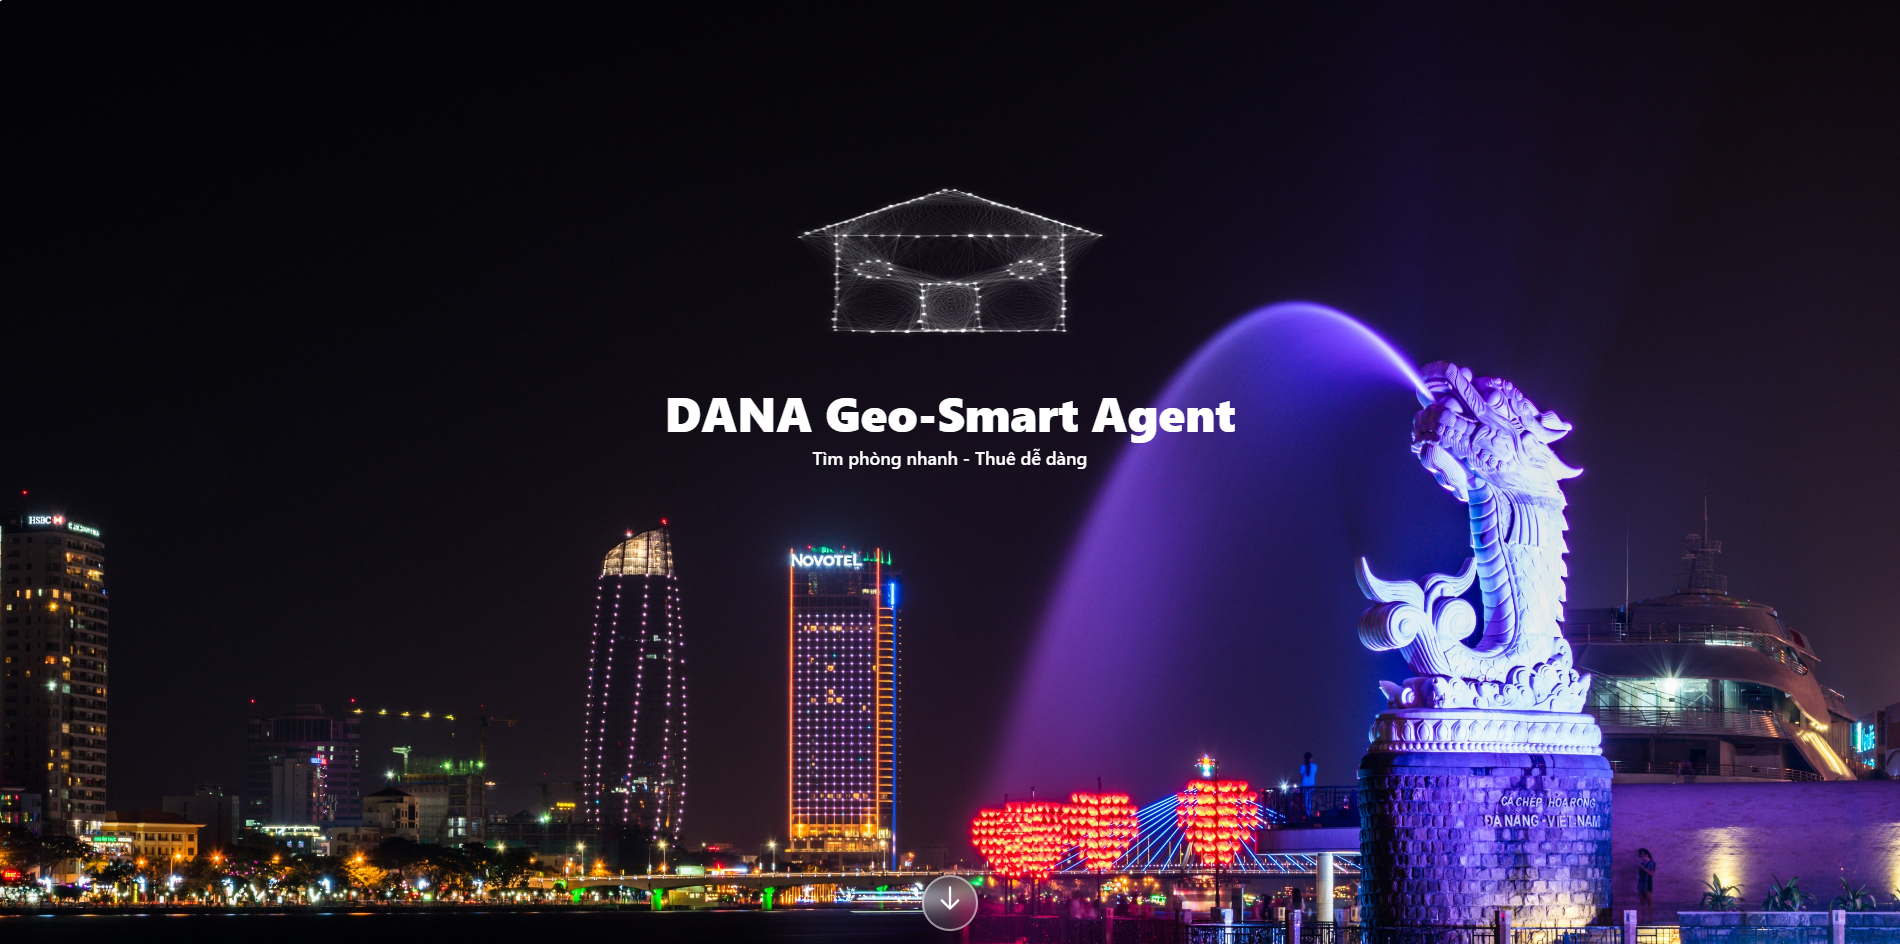 DANA Geo-Smart Agent
Tìm phòng nhanh - Thuê dễ dàng
HSBC
NOVOTEL
CÁ CHÉP HÓA RỒNG
ĐÀ NẴNG - VIỆT NAM